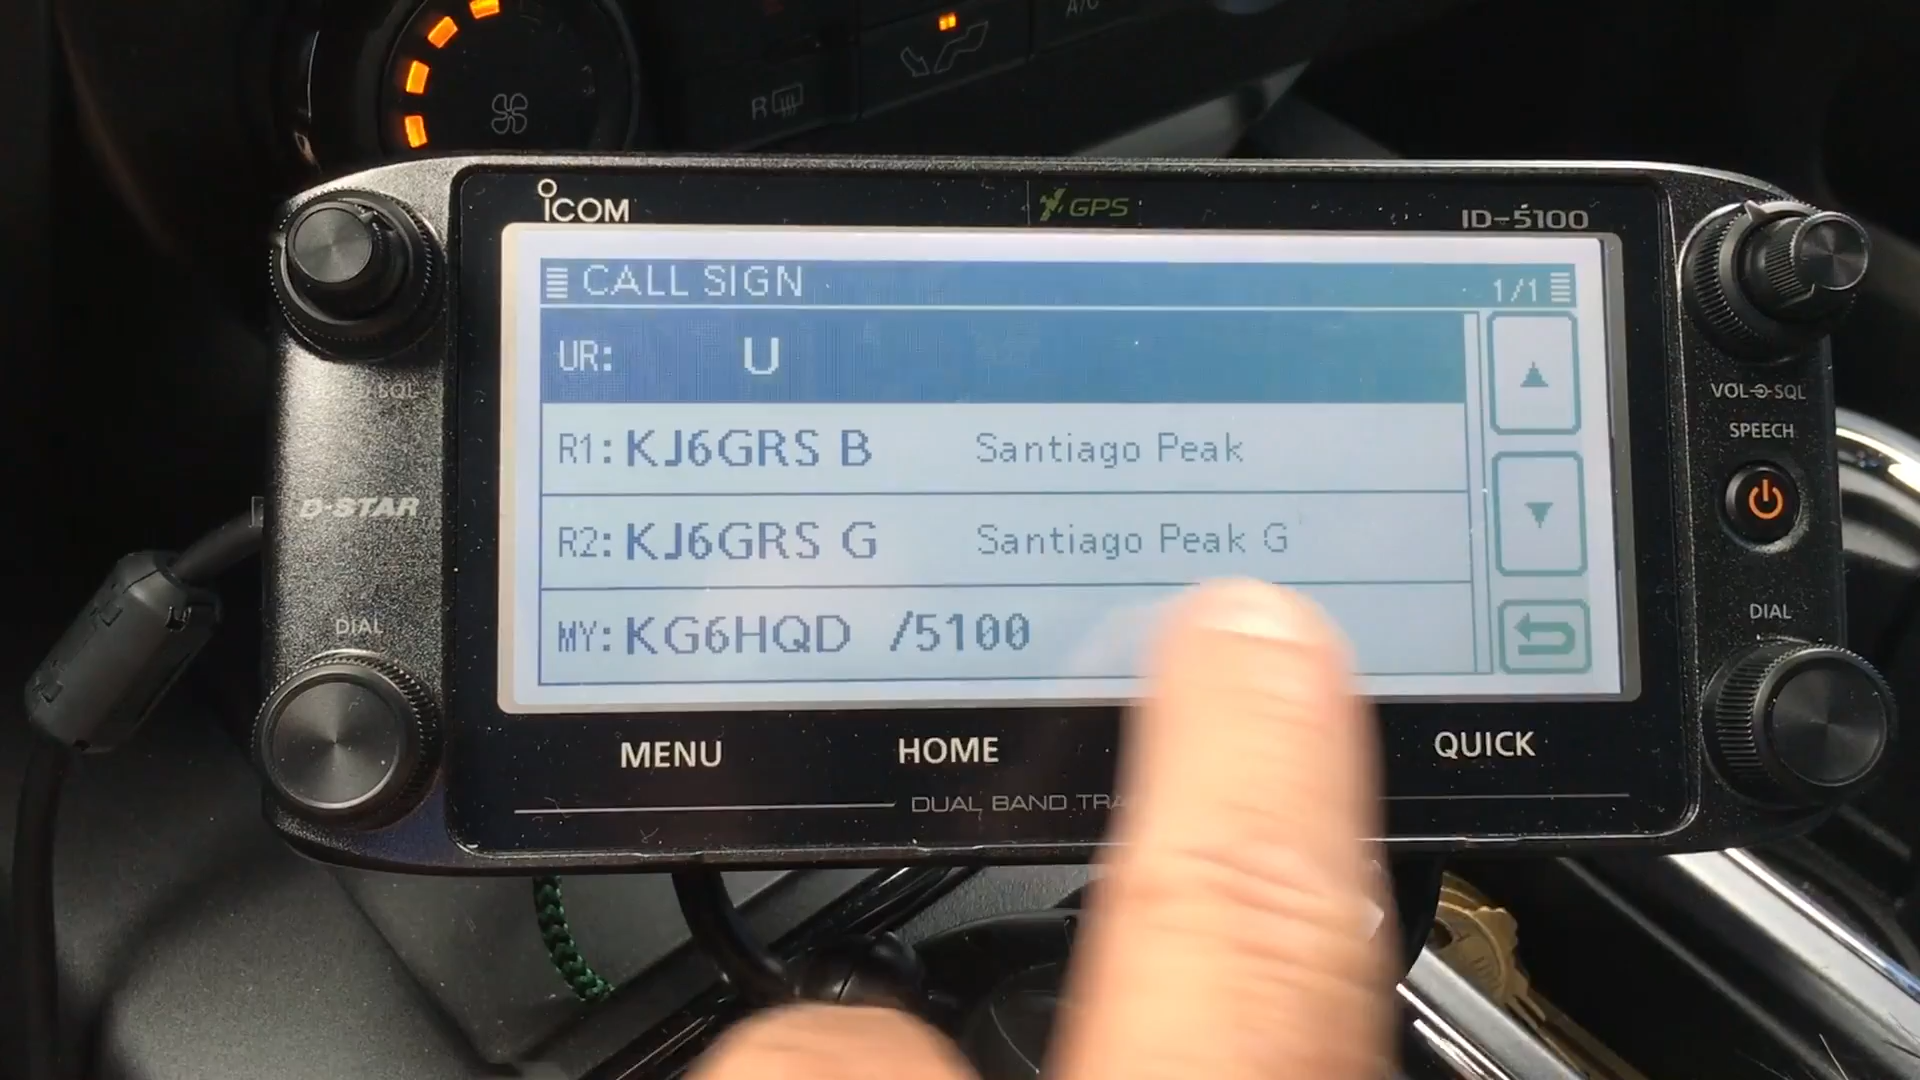 A/C
R
ICOM
GPS
ID-5100
CALL SIGN 1/1
UR: U
R1: KJ6GRS B Santiago Peak
R2: KJ6GRS G Santiago Peak G
MY: KG6HQD /5100
SQL
D-STAR
DIAL
VOL SQL
SPEECH
DIAL
MENU HOME QUICK
DUAL BAND